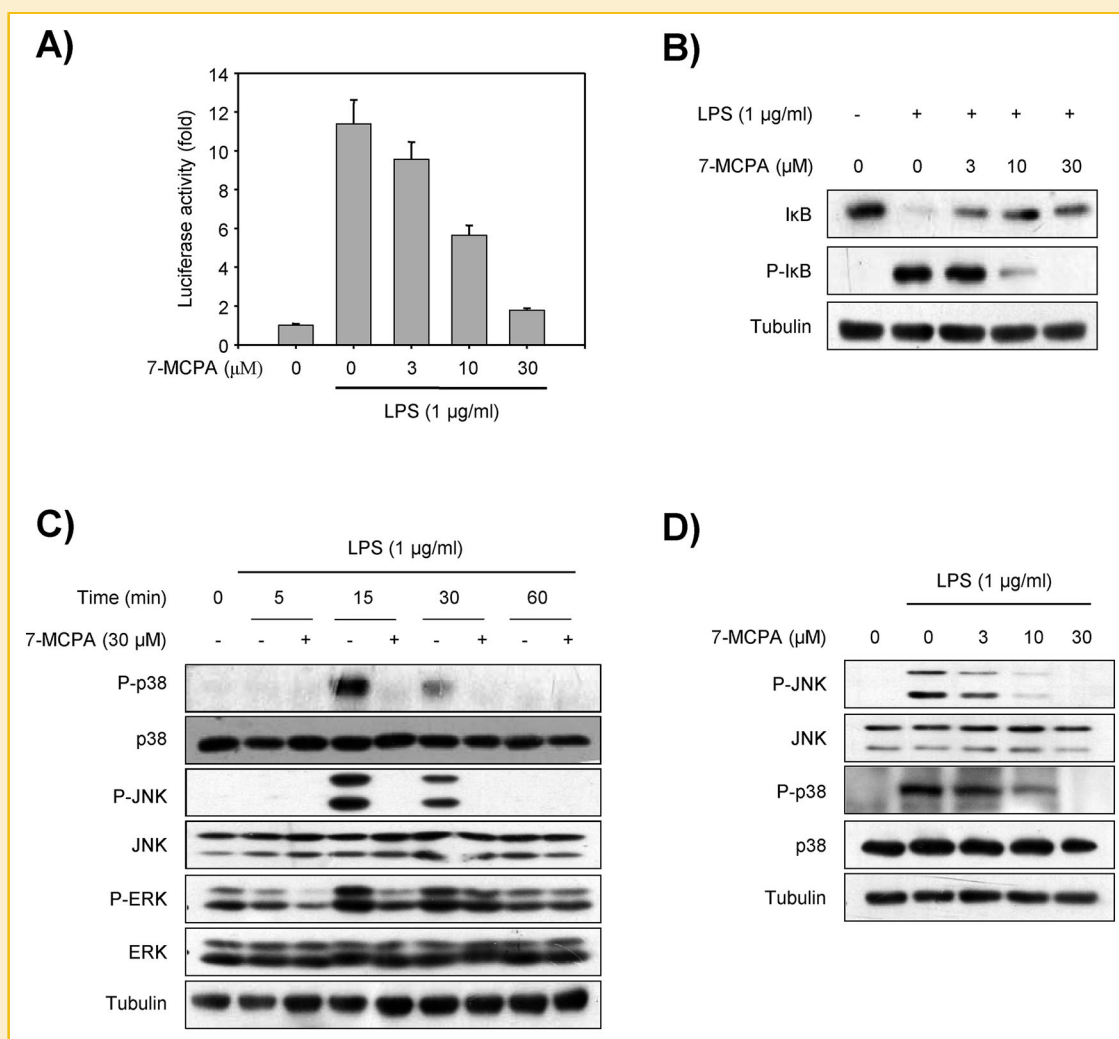 A)
14
12
10
8
6
4
2
0
Luciferase activity (fold)
7-MCPA (μM) 0 0 3 10 30
LPS (1 µg/ml)
B)
LPS (1 µg/ml) - + + + +
7-MCPA (µM) 0 0 3 10 30
IκB
P-IκB
Tubulin
C)
LPS (1 µg/ml)
Time (min) 0 5 15 30 60
7-MCPA (30 µM) - - + - + - + - +
P-p38
p38
P-JNK
JNK
P-ERK
ERK
Tubulin
D)
LPS (1 µg/ml)
7-MCPA (µM) 0 0 3 10 30
P-JNK
JNK
P-p38
p38
Tubulin